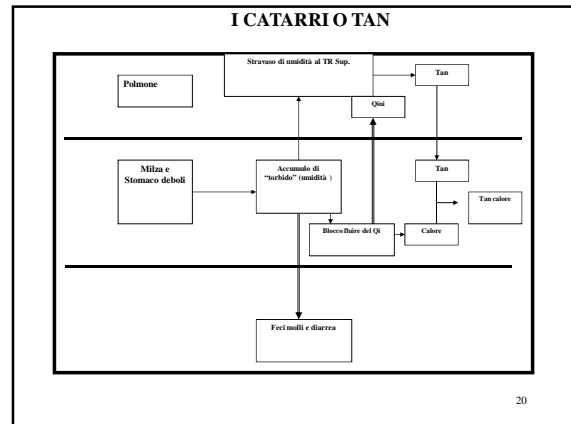 I CATARRI O TAN
Stravaso di umidità al TR Sup.
Tan
Polmone
Qini
Milza e
Stomaco deboli
Accumulo di
“torbido” (umidità )
Tan
Tan calore
Blocco fluire del Qi
Calore
Feci molli e diarrea
20